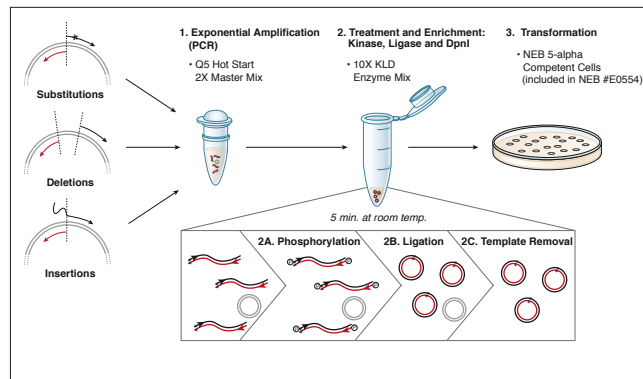 1. Exponential Amplification
(PCR)
• Q5 Hot Start
2X Master Mix
2. Treatment and Enrichment:
Kinase, Ligase and DpnI
• 10X KLD
Enzyme Mix
3. Transformation
• NEB 5-alpha
Competent Cells
(included in NEB #E0554)
Substitutions
Deletions
Insertions
5 min. at room temp.
2A. Phosphorylation
2B. Ligation
2C. Template Removal
P
P
P
P
P
P